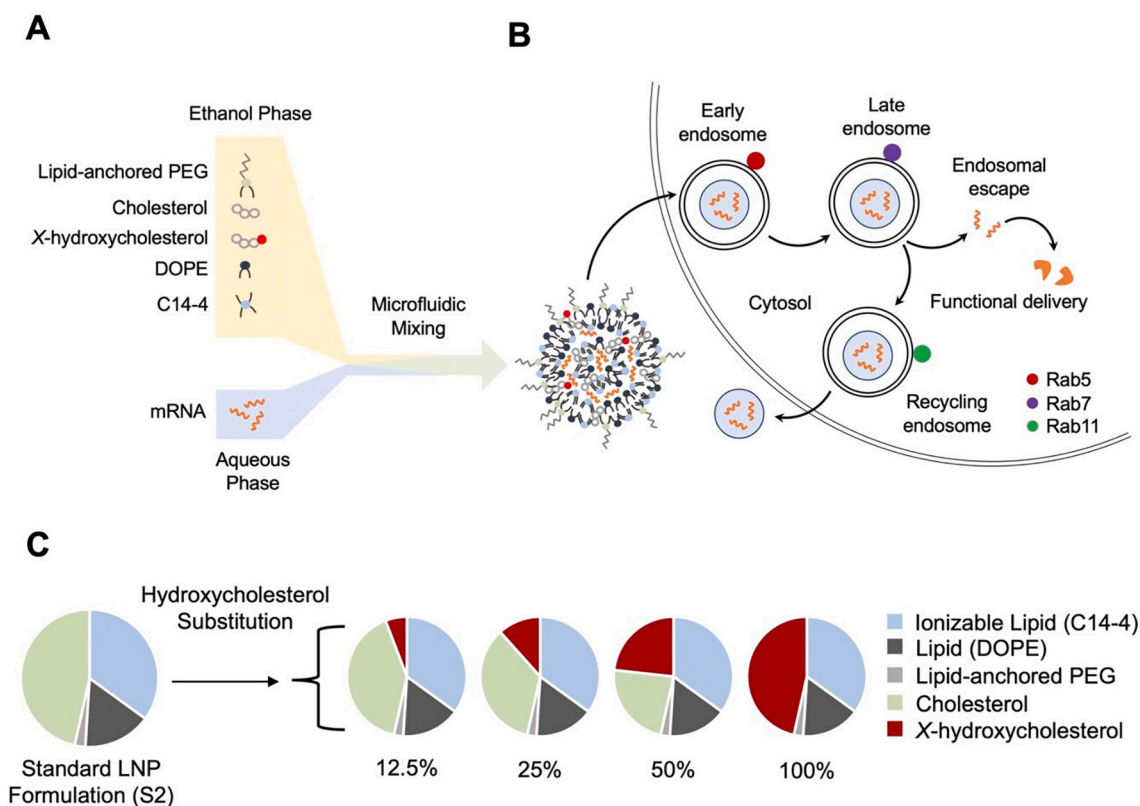 A
Ethanol Phase
Lipid-anchored PEG
Cholesterol
X-hydroxycholesterol
DOPE
C14-4
Microfluidic
Mixing
mRNA
Aqueous
Phase
B
Early
endosome
Late
endosome
Endosomal
escape
Cytosol
Functional delivery
Recycling
endosome
Rab5
Rab7
Rab11
C
Hydroxycholesterol
Substitution
Standard LNP
Formulation (S2)
12.5%
25%
50%
100%
Ionizable Lipid (C14-4)
Lipid (DOPE)
Lipid-anchored PEG
Cholesterol
X-hydroxycholesterol